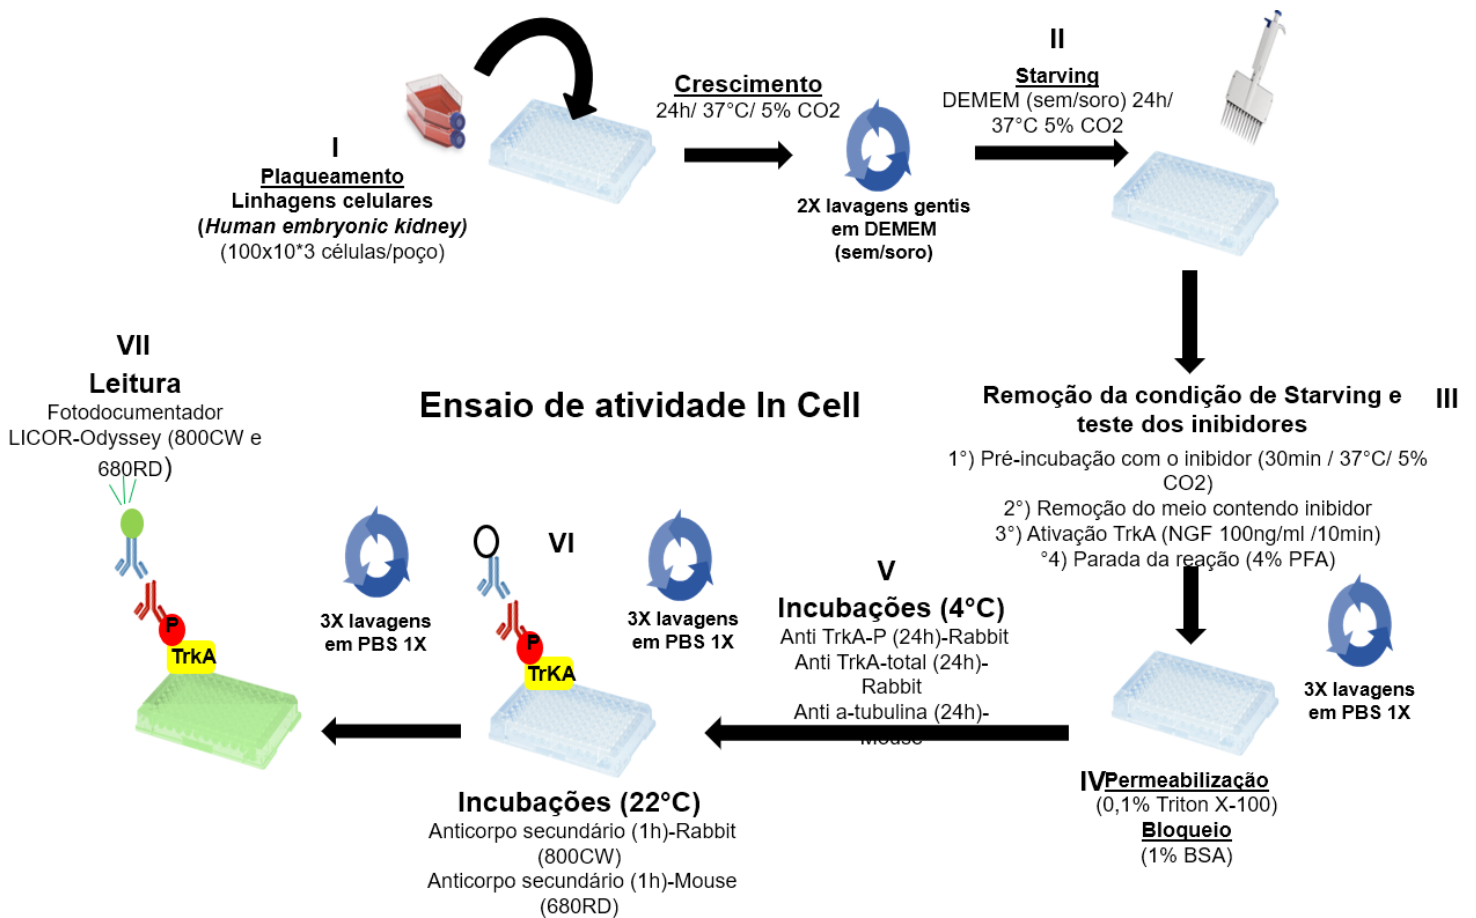 I
Plaqueamento
Linhagens celulares
(Human embryonic kidney)
(100x10*3 células/poço)
Crescimento
24h/ 37°C/ 5% CO2
2X lavagens gentis
em DEMEM
(sem/soro)
II
Starving
DEMEM (sem/soro) 24h/
37°C 5% CO2
Ensaio de atividade In Cell
III
Remoção da condição de Starving e
teste dos inibidores
1°) Pré-incubação com o inibidor (30min / 37°C/ 5%
CO2)
2°) Remoção do meio contendo inibidor
3°) Ativação TrkA (NGF 100ng/ml /10min)
°4) Parada da reação (4% PFA)
3X lavagens
em PBS 1X
IV
Permeabilização
(0,1% Triton X-100)
Bloqueio
(1% BSA)
V
Incubações (4°C)
Anti TrkA-P (24h)-Rabbit
Anti TrkA-total (24h)-
Rabbit
Anti a-tubulina (24h)-
Mouse
3X lavagens
em PBS 1X
VI
P
TrKA
Incubações (22°C)
Anticorpo secundário (1h)-Rabbit
(800CW)
Anticorpo secundário (1h)-Mouse
(680RD)
3X lavagens
em PBS 1X
VII
Leitura
Fotodocumentador
LICOR-Odyssey (800CW e
680RD)
P
TrkA